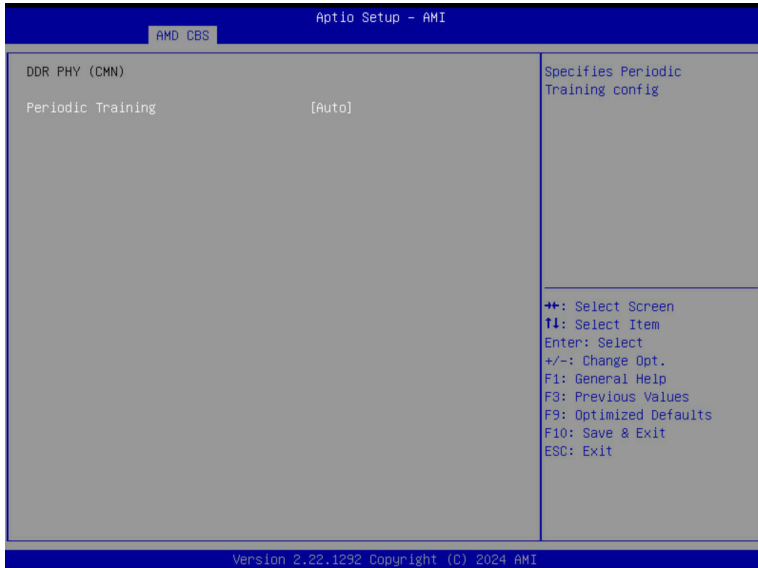 Aptio Setup – AMI
AMD CBS
DDR PHY (CMN)
Periodic Training [Auto]
Specifies Periodic
Training config
→←: Select Screen
↑↓: Select Item
Enter: Select
+/-: Change Opt.
F1: General Help
F3: Previous Values
F9: Optimized Defaults
F10: Save & Exit
ESC: Exit
Version 2.22.1292 Copyright (C) 2024 AMI